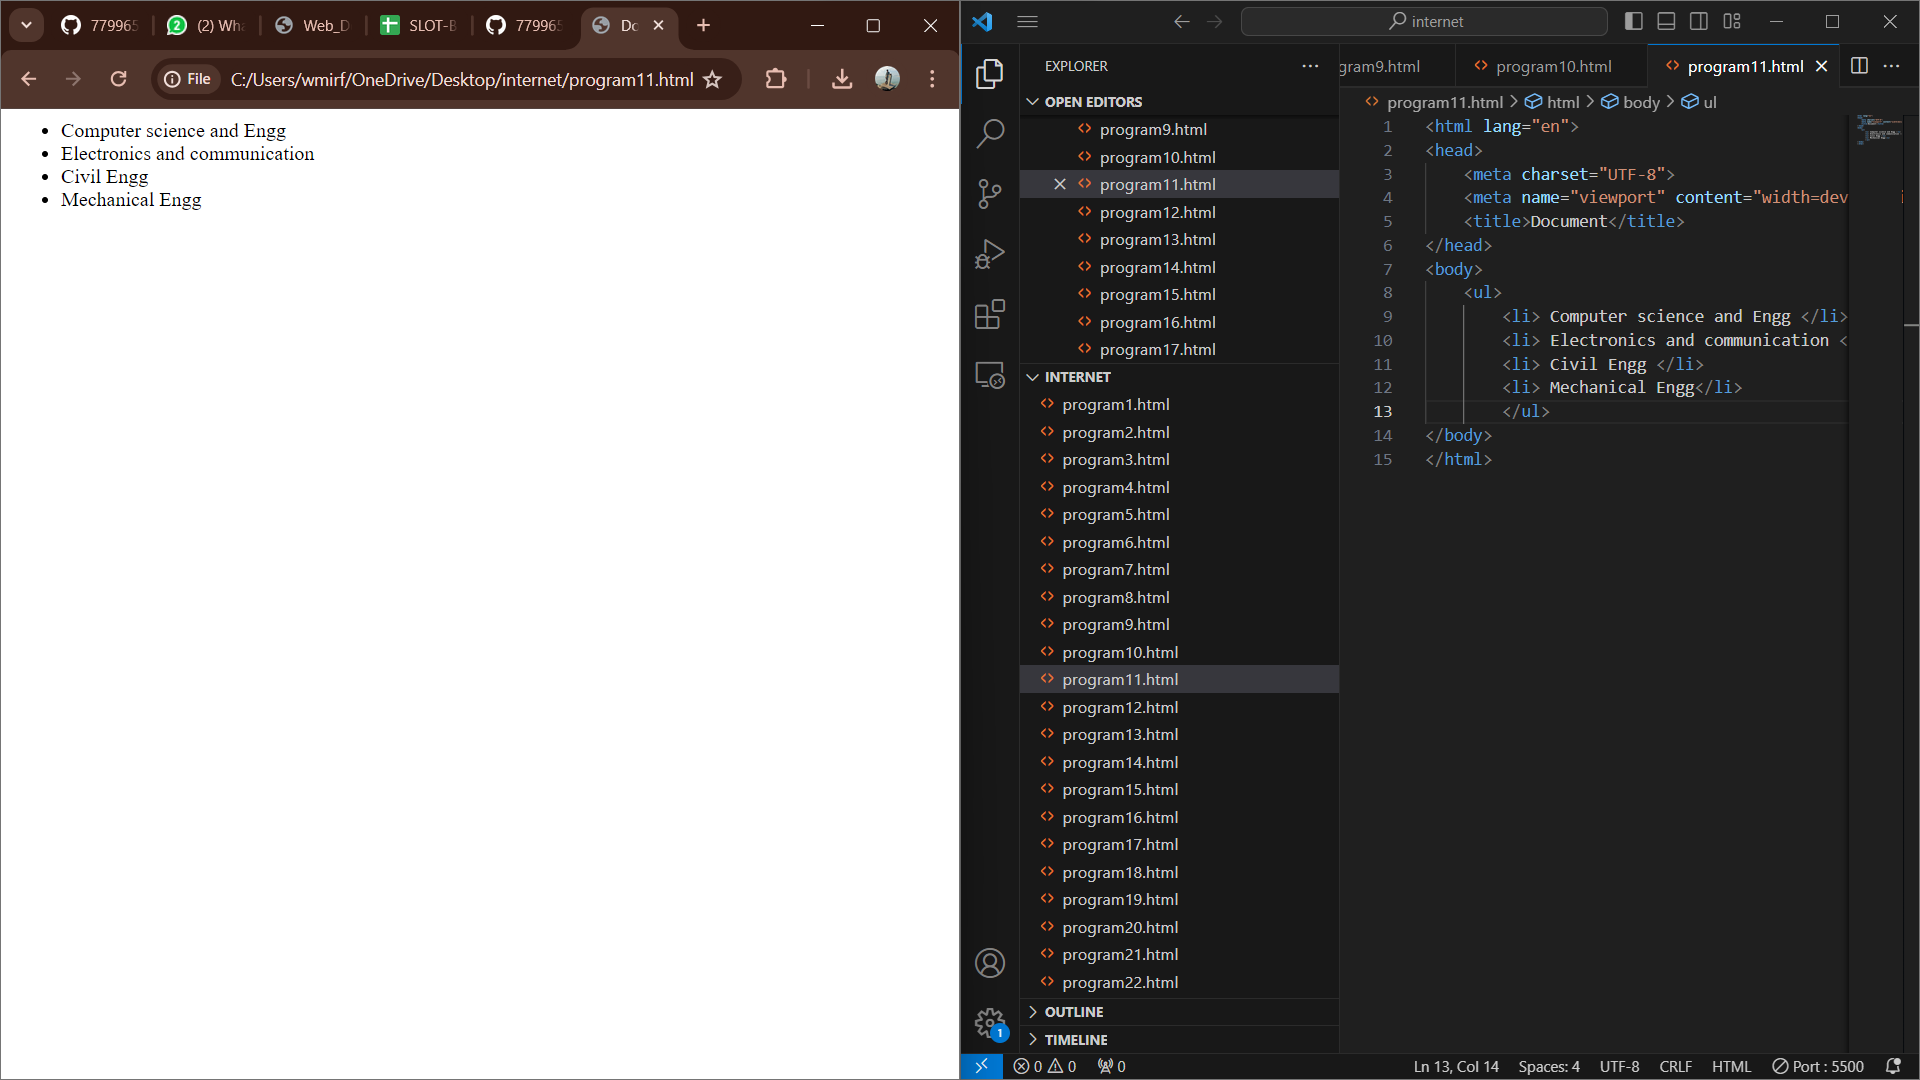 77996
(2) Wh
Web_D
SLOT-B
77996
Do
File
C:/Users/wmirf/OneDrive/Desktop/internet/program11.html
• Computer science and Engg
• Electronics and communication
• Civil Engg
• Mechanical Engg
internet
EXPLORER
OPEN EDITORS
program9.html
program10.html
program11.html
program12.html
program13.html
program14.html
program15.html
program16.html
program17.html
INTERNET
program1.html
program2.html
program3.html
program4.html
program5.html
program6.html
program7.html
program8.html
program9.html
program10.html
program11.html
program12.html
program13.html
program14.html
program15.html
program16.html
program17.html
program18.html
program19.html
program20.html
program21.html
program22.html
OUTLINE
TIMELINE
gram9.html
program10.html
program11.html
program11.html > html > body > ul
1 <html lang="en">
2 <head>
3 <meta charset="UTF-8">
4 <meta name="viewport" content="width=dev
5 <title>Document</title>
6 </head>
7 <body>
8 <ul>
9 <li> Computer science and Engg </li>
10 <li> Electronics and communication <
11 <li> Civil Engg </li>
12 <li> Mechanical Engg</li>
13 </ul>
14 </body>
15 </html>
1
0 0 0
Ln 13, Col 14
Spaces: 4
UTF-8
CRLF
HTML
Port : 5500